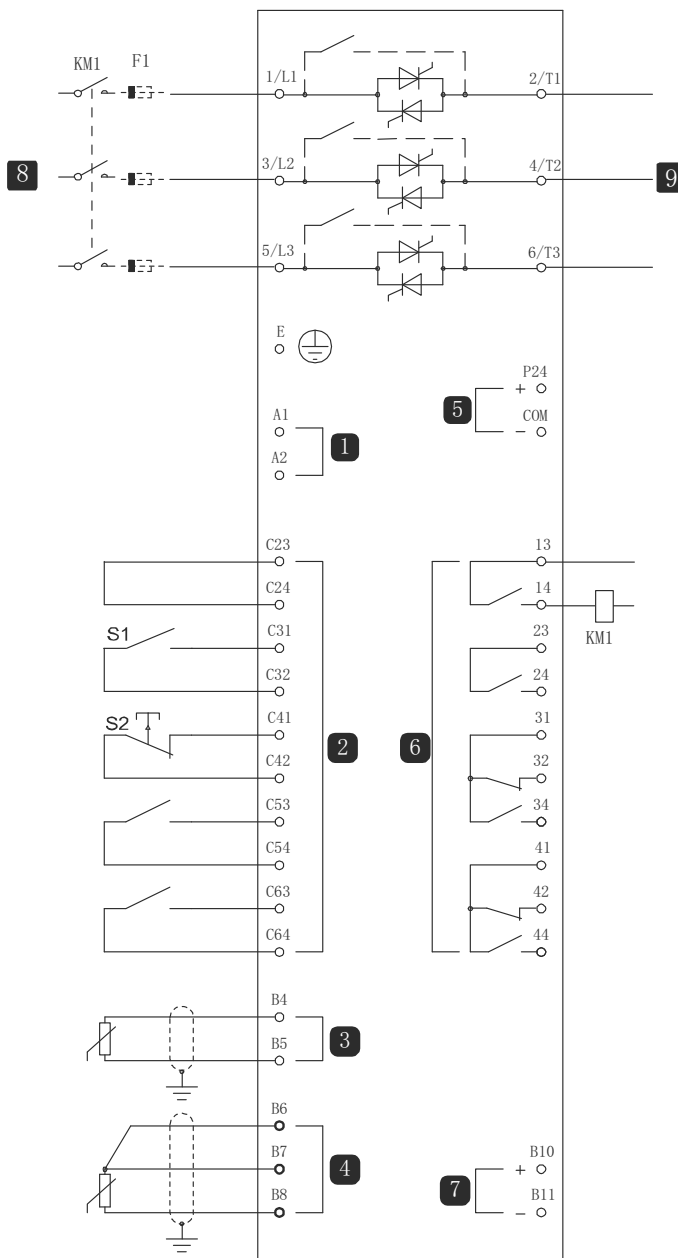 KM1 F1
1/L1 2/T1
8 3/L2 4/T2 9
5/L3 6/T3
E
P24
5 +
A1 COM
1 -
A2
C23 13
C24 14
KM1
S1 C31 23
C32 24
S2 C41 31
2 6
C42 32
C53 34
C54 41
C63 42
C64 44
B4
3
B5
B6
B7 B10
4 7 +
B8 B11
-